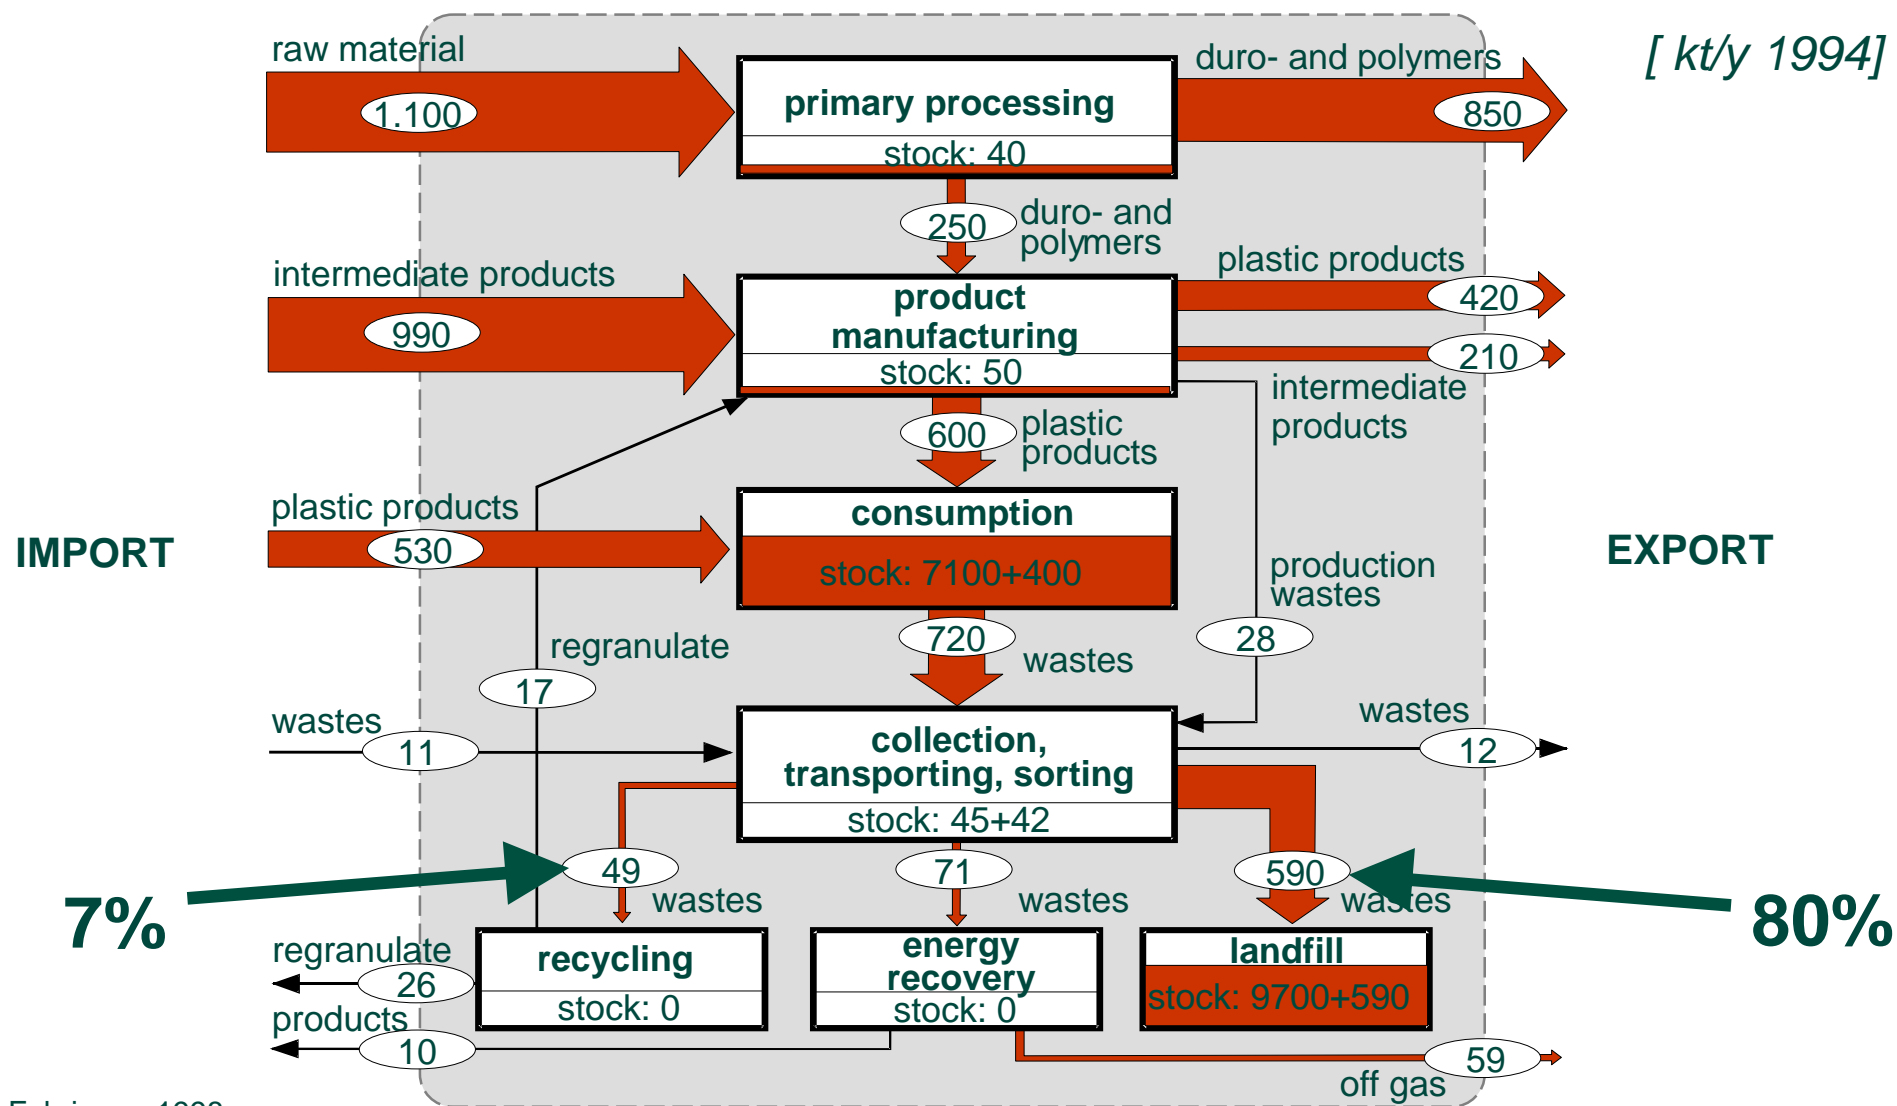 raw material
1.100
primary processing
stock: 40
duro- and polymers
850
[ kt/y 1994]
250
duro- and
polymers
intermediate products
990
product
manufacturing
stock: 50
plastic products
420
210
intermediate
products
600
plastic
products
IMPORT
plastic products
530
consumption
stock: 7100+400
EXPORT
production
wastes
28
720
wastes
regranulate
17
wastes
11
collection,
transporting, sorting
stock: 45+42
wastes
12
7%
49
wastes
71
wastes
590
wastes
80%
regranulate
26
products
10
recycling
stock: 0
energy
recovery
stock: 0
landfill
stock: 9700+590
off gas
59